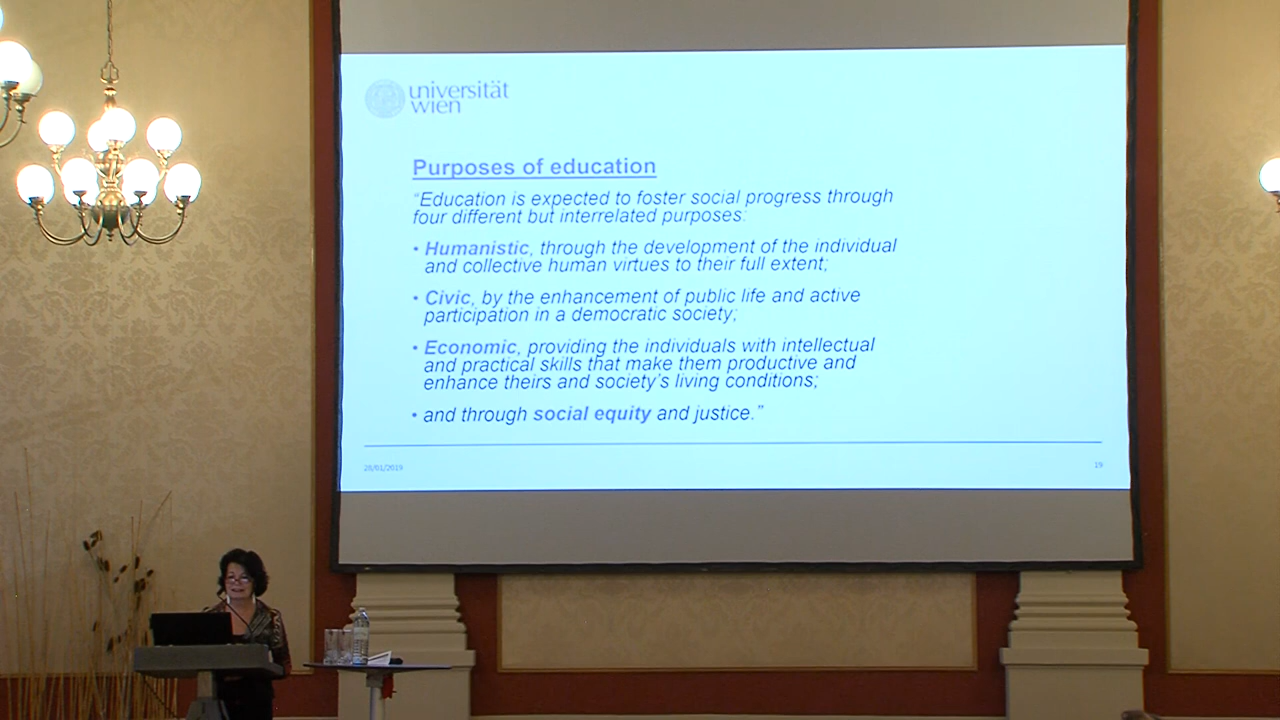 universität
wien
Purposes of education
“Education is expected to foster social progress through
four different but interrelated purposes:
• Humanistic, through the development of the individual
and collective human virtues to their full extent;
• Civic, by the enhancement of public life and active
participation in a democratic society;
• Economic, providing the individuals with intellectual
and practical skills that make them productive and
enhance theirs and society’s living conditions;
• and through social equity and justice.”
28/01/2019
19